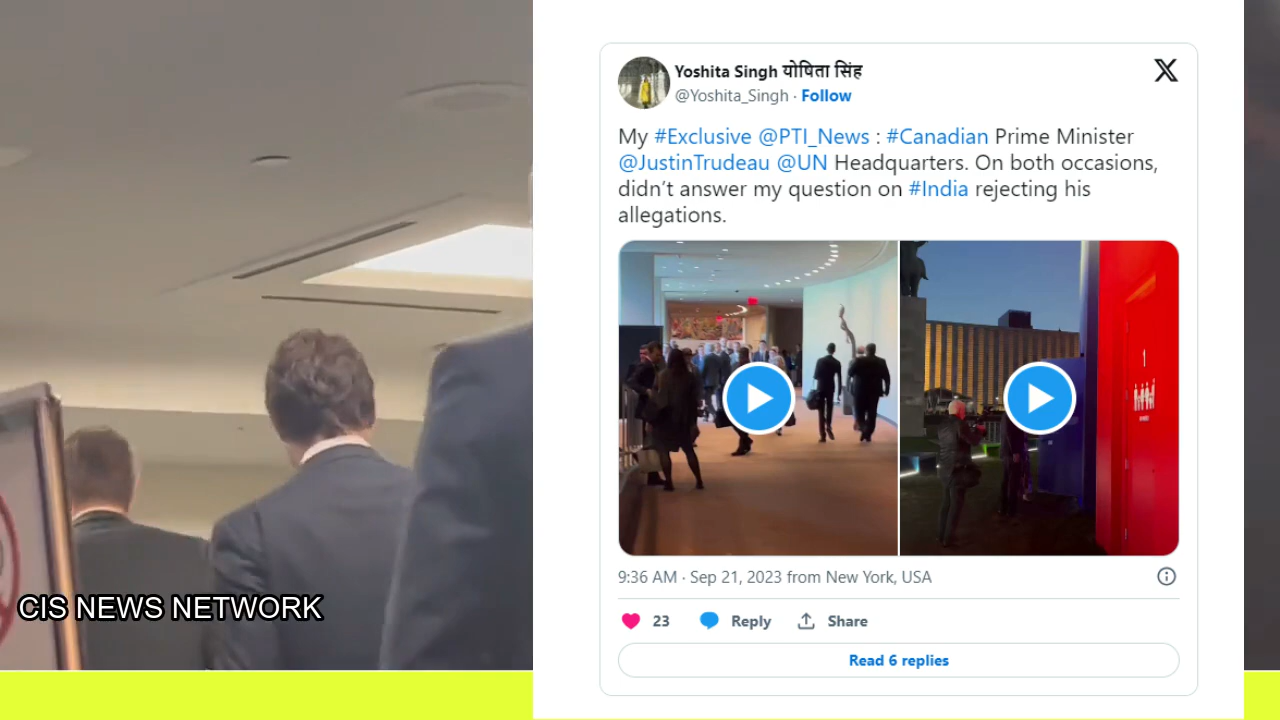 Yoshita Singh योषिता सिंह
@Yoshita_Singh · Follow
My #Exclusive @PTI_News : #Canadian Prime Minister
@JustinTrudeau @UN Headquarters. On both occasions,
didn’t answer my question on #India rejecting his
allegations.
1
9:36 AM · Sep 21, 2023 from New York, USA
23 Reply Share
Read 6 replies
CIS NEWS NETWORK